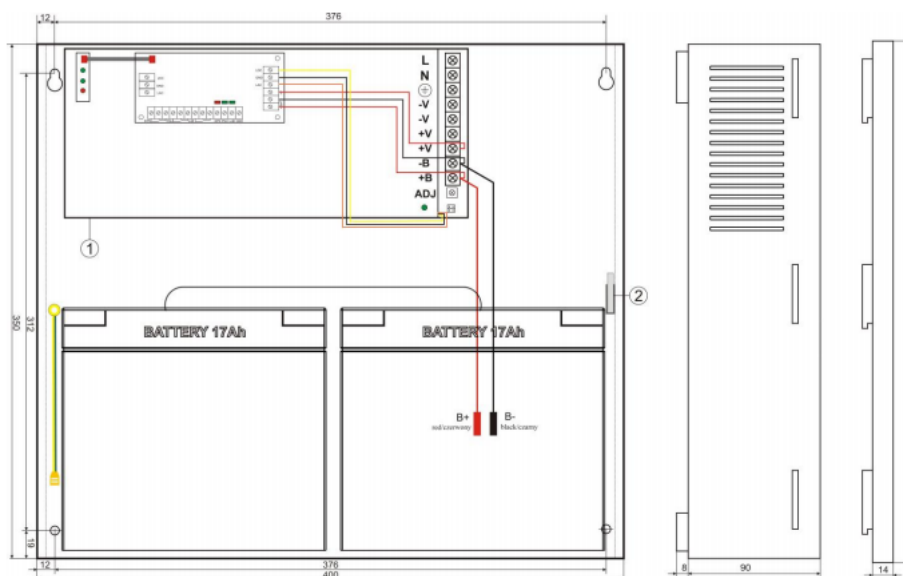 12
376
L
N
-V
-V
+V
+V
-B
+B
ADJ
1
2
350
312
BATTERY 17Ah
BATTERY 17Ah
B+
B-
red/czerwony
black/czarny
19
12
376
400
8
90
14